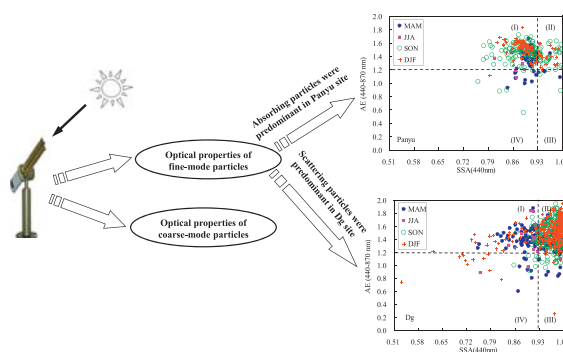 Optical properties of
fine-mode particles
Optical properties of
coarse-mode particles
Absorbing particles were
predominant in Panyu site
Scattering particles were
predominant in Dg site
AE (440-870 nm)
2.0
1.8
1.6
1.4
1.2
1.0
0.8
0.6
0.4
0.2
0.0
MAM
JJA
SON
DJF
(I)
(II)
(IV)
(III)
Panyu
0.51 0.58 0.65 0.72 0.79 0.86 0.93 1.00
SSA(440nm)
AE (440-870 nm)
2.0
1.8
1.6
1.4
1.2
1.0
0.8
0.6
0.4
0.2
0.0
MAM
JJA
SON
DJF
(I)
(II)
(IV)
(III)
Dg
0.51 0.58 0.65 0.72 0.79 0.86 0.93 1.0
SSA(440nm)